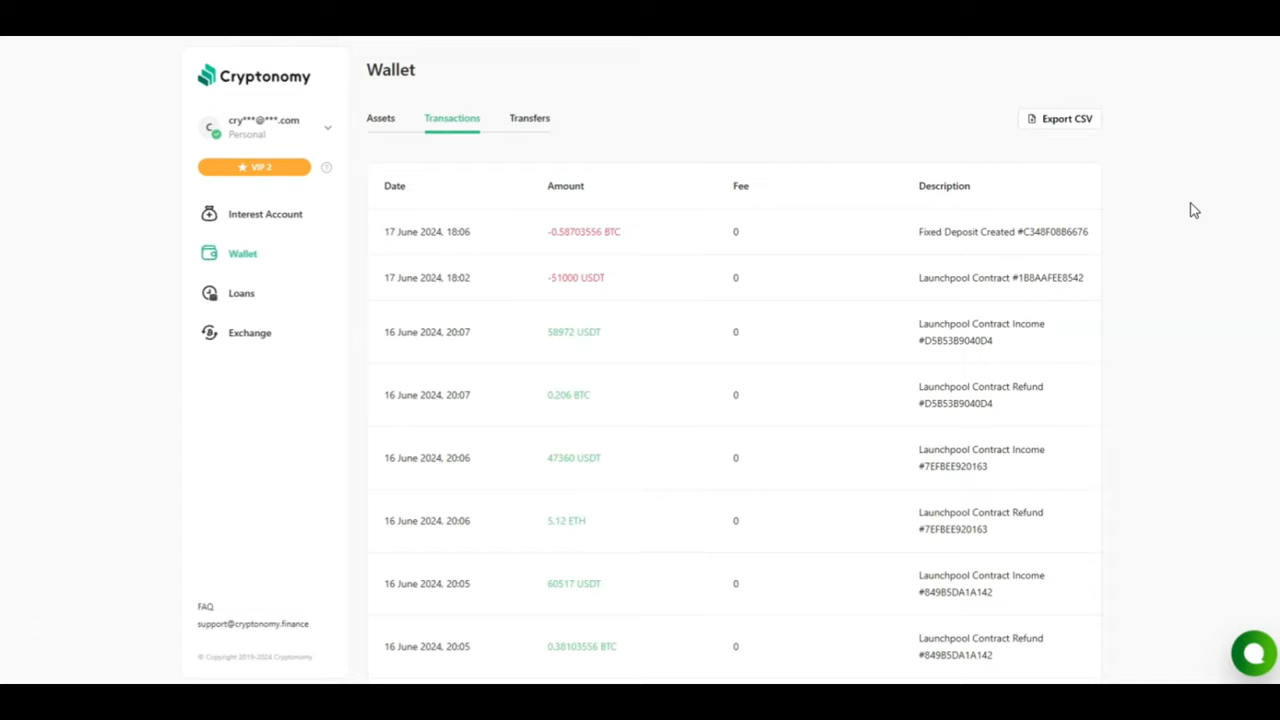 Cryptonomy
cry***@***.com
Personal
VIP 2
Interest Account
Wallet
Loans
Exchange
FAQ
support@cryptonomy.finance
© Copyright 2019-2024 Cryptonomy
Wallet
Assets Transactions Transfers
Export CSV
Date Amount Fee Description
17 June 2024, 18:06 -0.58703556 BTC 0 Fixed Deposit Created #C348F08B6676
17 June 2024, 18:02 -51000 USDT 0 Launchpool Contract #1B8AAFEE8542
16 June 2024, 20:07 58972 USDT 0 Launchpool Contract Income
#D5B53B9040D4
16 June 2024, 20:07 0.206 BTC 0 Launchpool Contract Refund
#D5B53B9040D4
16 June 2024, 20:06 47360 USDT 0 Launchpool Contract Income
#7EFBEE920163
16 June 2024, 20:06 5.12 ETH 0 Launchpool Contract Refund
#7EFBEE920163
16 June 2024, 20:05 60517 USDT 0 Launchpool Contract Income
#849B5DA1A142
16 June 2024, 20:05 0.38103556 BTC 0 Launchpool Contract Refund
#849B5DA1A142